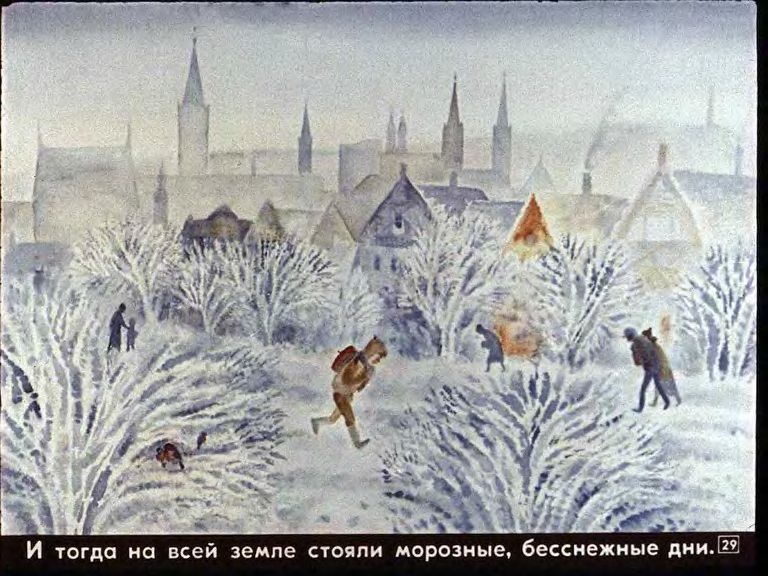 И тогда на всей земле стояли морозные, бесснежные дни. 29